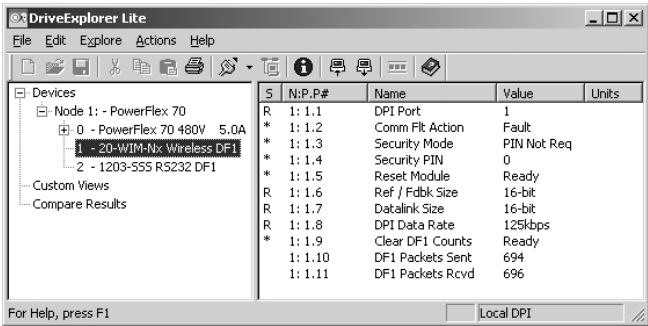 DriveExplorer Lite
File Edit Explore Actions Help
Devices
Node 1: - PowerFlex 70
0 - PowerFlex 70 480V 5.0A
1 - 20-WIM-Nx Wireless DF1
2 - 1203-SSS RS232 DF1
Custom Views
Compare Results
S N:P.P# Name Value Units
R 1: 1.1 DPI Port 1
* 1: 1.2 Comm Flt Action Fault
* 1: 1.3 Security Mode PIN Not Req
* 1: 1.4 Security PIN 0
* 1: 1.5 Reset Module Ready
R 1: 1.6 Ref / Fdbk Size 16-bit
R 1: 1.7 Datalink Size 16-bit
R 1: 1.8 DPI Data Rate 125kbps
* 1: 1.9 Clear DF1 Counts Ready
1: 1.10 DF1 Packets Sent 694
1: 1.11 DF1 Packets Rcvd 696
For Help, press F1 Local DPI